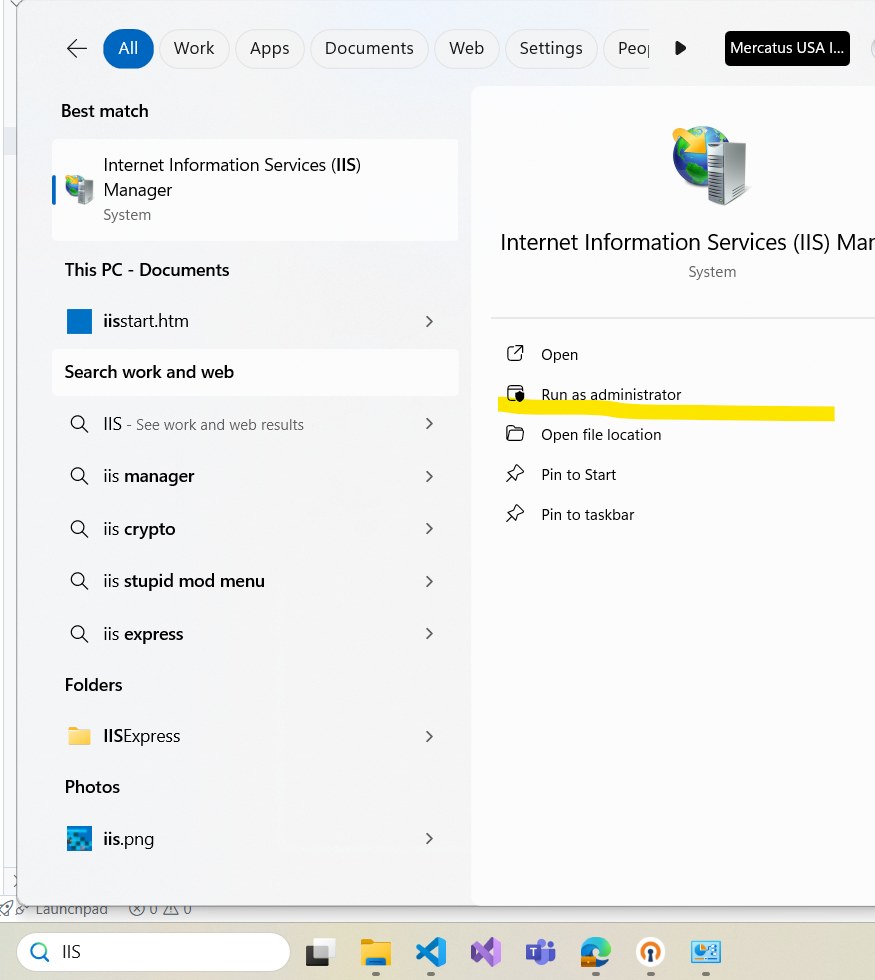 All
Work
Apps
Documents
Web
Settings
Mercatus USA I...
Best match
Internet Information Services (IIS)
Manager
System
This PC - Documents
iisstart.htm
Search work and web
IIS - See work and web results
iis manager
iis crypto
iis stupid mod menu
iis express
Folders
IISExpress
Photos
iis.png
Internet Information Services (IIS)
System
Open
Run as administrator
Open file location
Pin to Start
Pin to taskbar
Launchpad
0
0
IIS